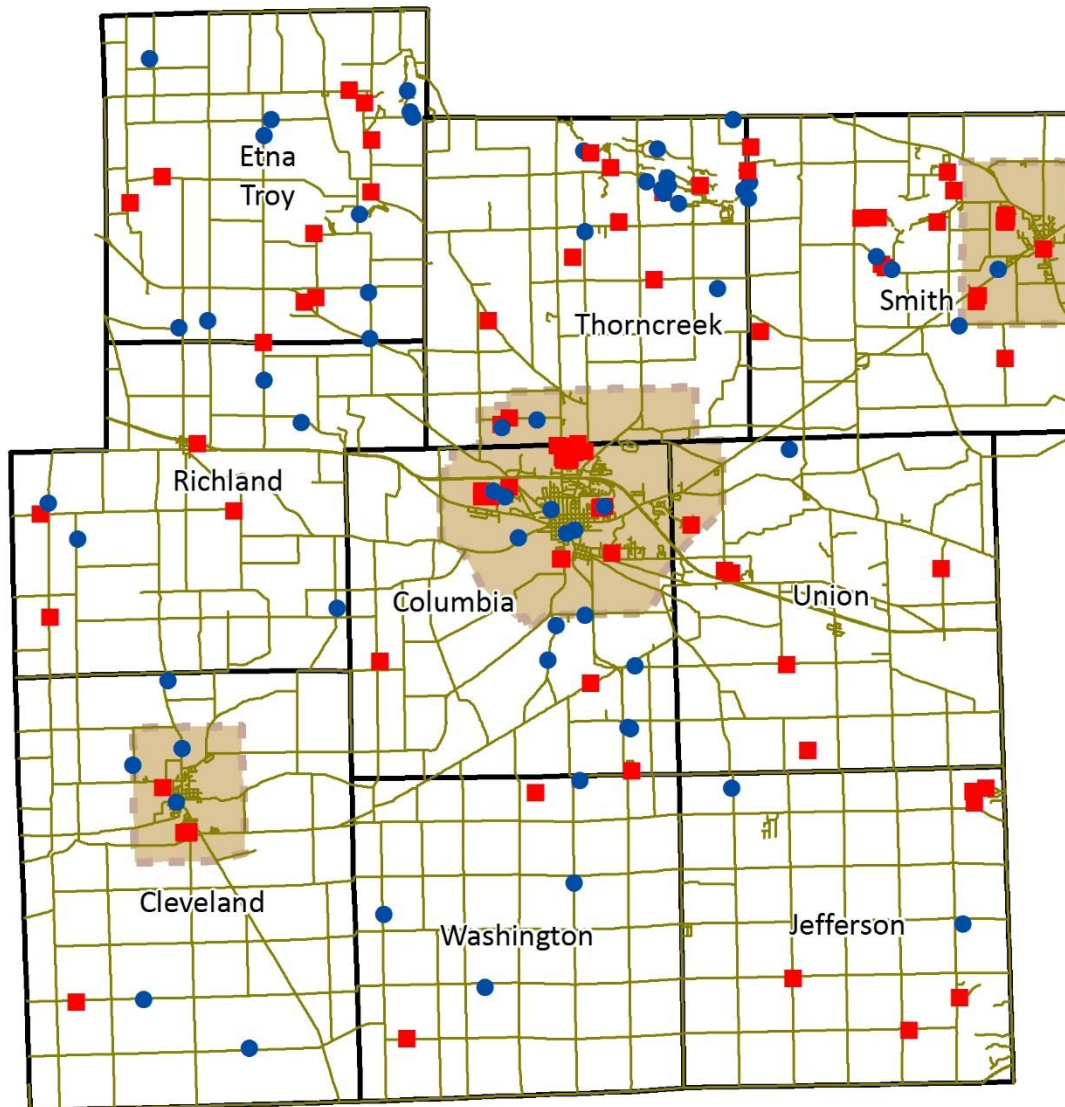 Etna
Troy
Smith
Thorncreek
Richland
Columbia
Union
Cleveland
Washington
Jefferson